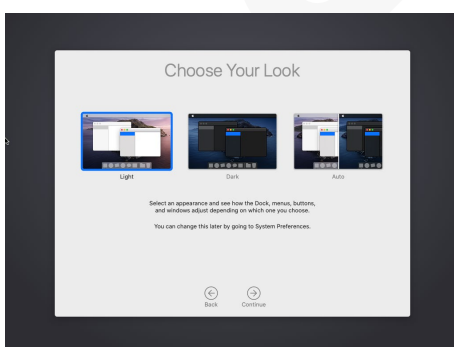 Choose Your Look
Light
Dark
Auto
Select an appearance and see how the Dock, menus, buttons,
and windows adjust depending on which one you choose.
You can change this later by going to System Preferences.
Back
Continue